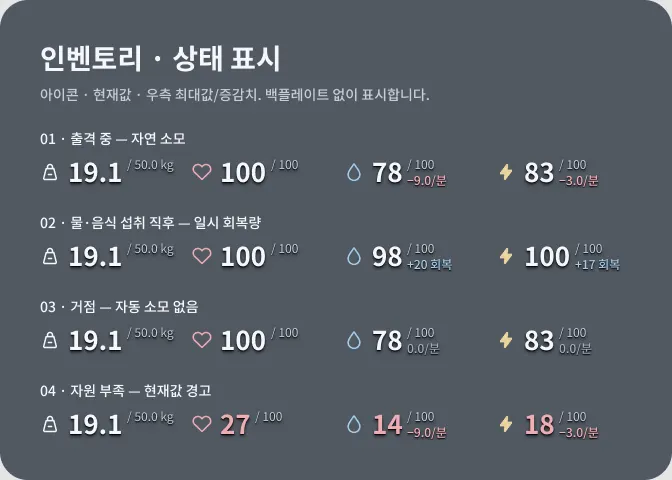 인벤토리 · 상태 표시
아이콘 · 현재값 · 우측 최대값/증감치. 백플레이트 없이 표시합니다.
01 · 출격 중 — 자연 소모
19.1 / 50.0 kg 100 / 100 78 / 100 −9.0/분 83 / 100 −3.0/분
02 · 물·음식 섭취 직후 — 일시 회복량
19.1 / 50.0 kg 100 / 100 98 / 100 +20 회복 100 / 100 +17 회복
03 · 거점 — 자동 소모 없음
19.1 / 50.0 kg 100 / 100 78 / 100 0.0/분 83 / 100 0.0/분
04 · 자원 부족 — 현재값 경고
19.1 / 50.0 kg 27 / 100 14 / 100 −9.0/분 18 / 100 −3.0/분